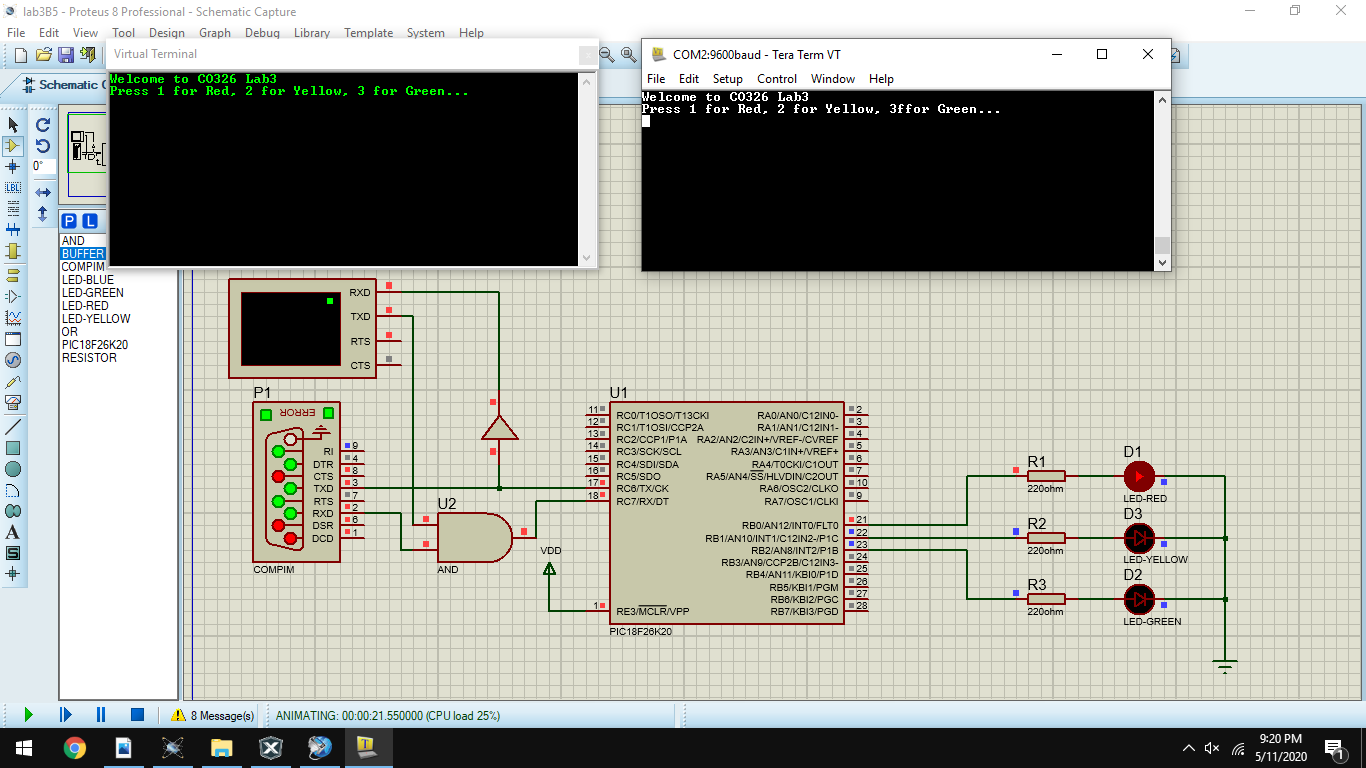 lab3B5 - Proteus 8 Professional - Schematic Capture
File Edit View Tool Design Graph Debug Library Template System Help
Virtual Terminal
Welcome to CO326 Lab3
Press 1 for Red, 2 for Yellow, 3 for Green...
COM2:9600baud - Tera Term VT
File Edit Setup Control Window Help
Welcome to CO326 Lab3
Press 1 for Red, 2 for Yellow, 3ffor Green...
Schematic C
0°
LBL
P L
AND
BUFFER
COMPIM
LED-BLUE
LED-GREEN
LED-RED
LED-YELLOW
OR
PIC18F26K20
RESISTOR
A
S
RXD
TXD
RTS
CTS
P1
ERROR
RI 9
DTR 4
CTS 8
TXD 3
RTS 7
RXD 2
DSR 6
DCD 1
COMPIM
U2
AND
VDD
U1
11 RC0/T1OSO/T13CKI RA0/AN0/C12IN0- 2
12 RC1/T1OSI/CCP2A RA1/AN1/C12IN1- 3
13 RC2/CCP1/P1A RA2/AN2/C2IN+/VREF-/CVREF 4
14 RC3/SCK/SCL RA3/AN3/C1IN+/VREF+ 5
15 RC4/SDI/SDA RA4/T0CKI/C1OUT 6
16 RC5/SDO RA5/AN4/SS/HLVDIN/C2OUT 7
17 RC6/TX/CK RA6/OSC2/CLKO 10
18 RC7/RX/DT RA7/OSC1/CLKI 9
RB0/AN12/INT0/FLT0 21
RB1/AN10/INT1/C12IN2-/P1C 22
RB2/AN8/INT2/P1B 23
RB3/AN9/CCP2B/C12IN3- 24
RB4/AN11/KBI0/P1D 25
RB5/KBI1/PGM 26
RB6/KBI2/PGC 27
1 RE3/MCLR/VPP RB7/KBI3/PGD 28
PIC18F26K20
R1
220ohm
D1
LED-RED
R2
220ohm
D3
LED-YELLOW
R3
220ohm
D2
LED-GREEN
8 Message(s)
ANIMATING: 00:00:21.550000 (CPU load 25%)
9:20 PM
5/11/2020
1